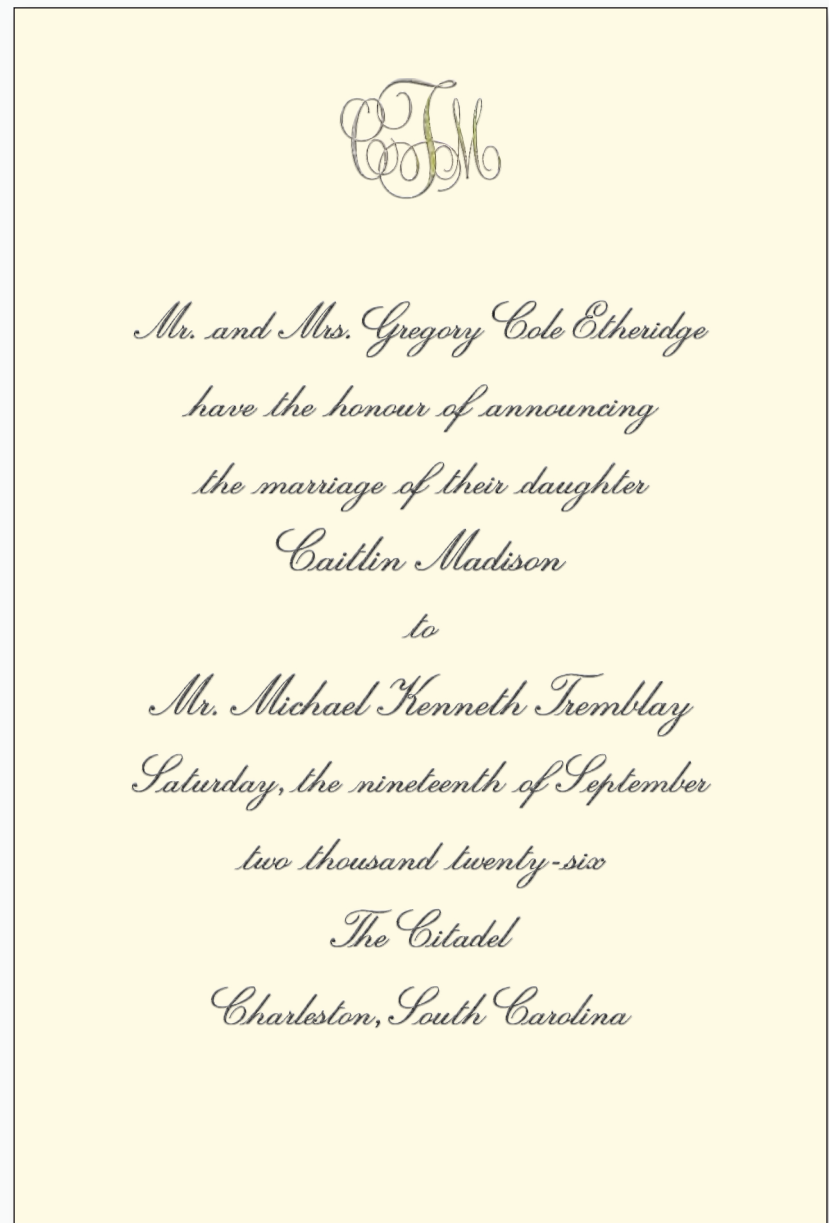 CTM
Mr. and Mrs. Gregory Cole Etheridge
have the honour of announcing
the marriage of their daughter
Caitlin Madison
to
Mr. Michael Kenneth Tremblay
Saturday, the nineteenth of September
two thousand twenty-six
The Citadel
Charleston, South Carolina